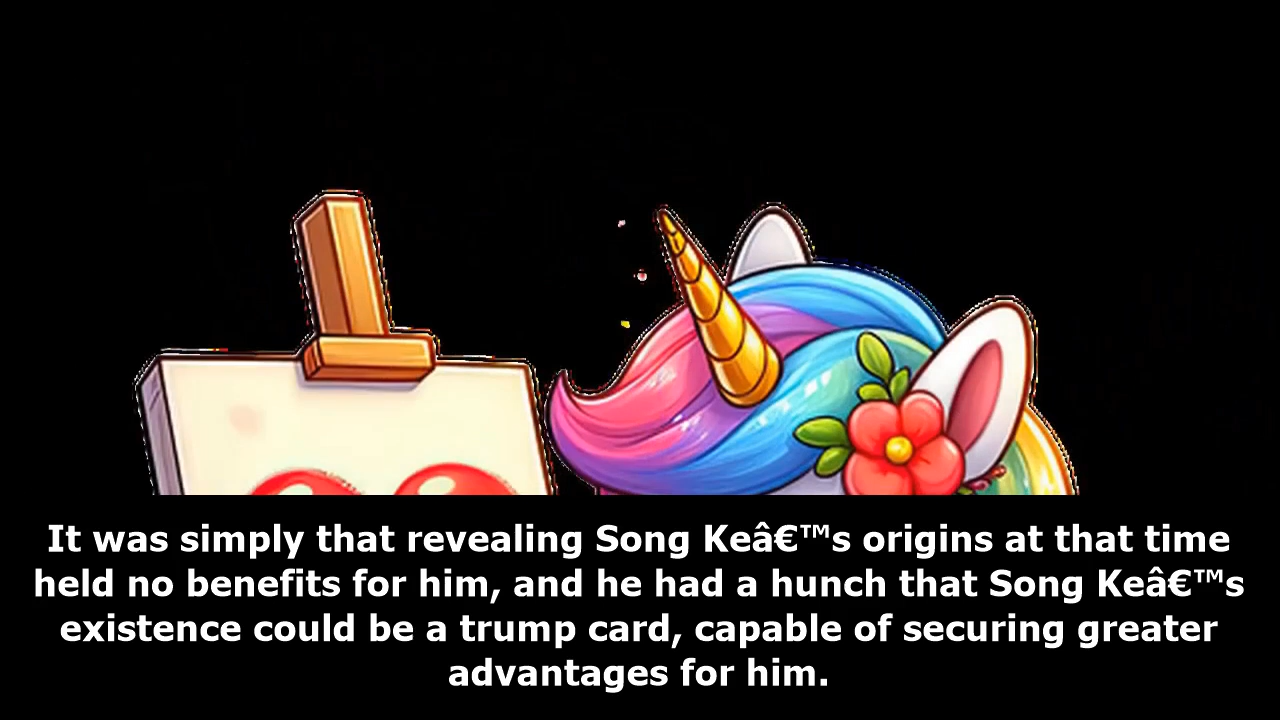 It was simply that revealing Song Keâ€™s origins at that time
held no benefits for him, and he had a hunch that Song Keâ€™s
existence could be a trump card, capable of securing greater
advantages for him.